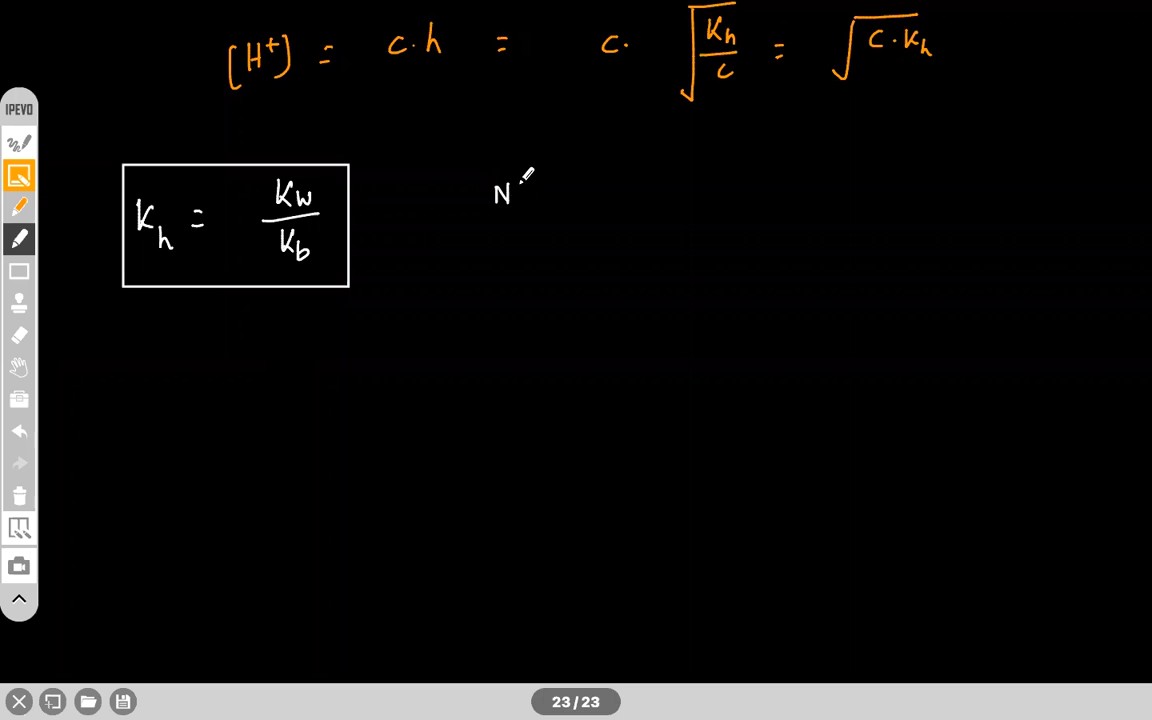 [H⁺] = c·h = c·√(Kh/c) = √(c·Kh)
IPEVO
Kh = Kw/Kb
N
23/23